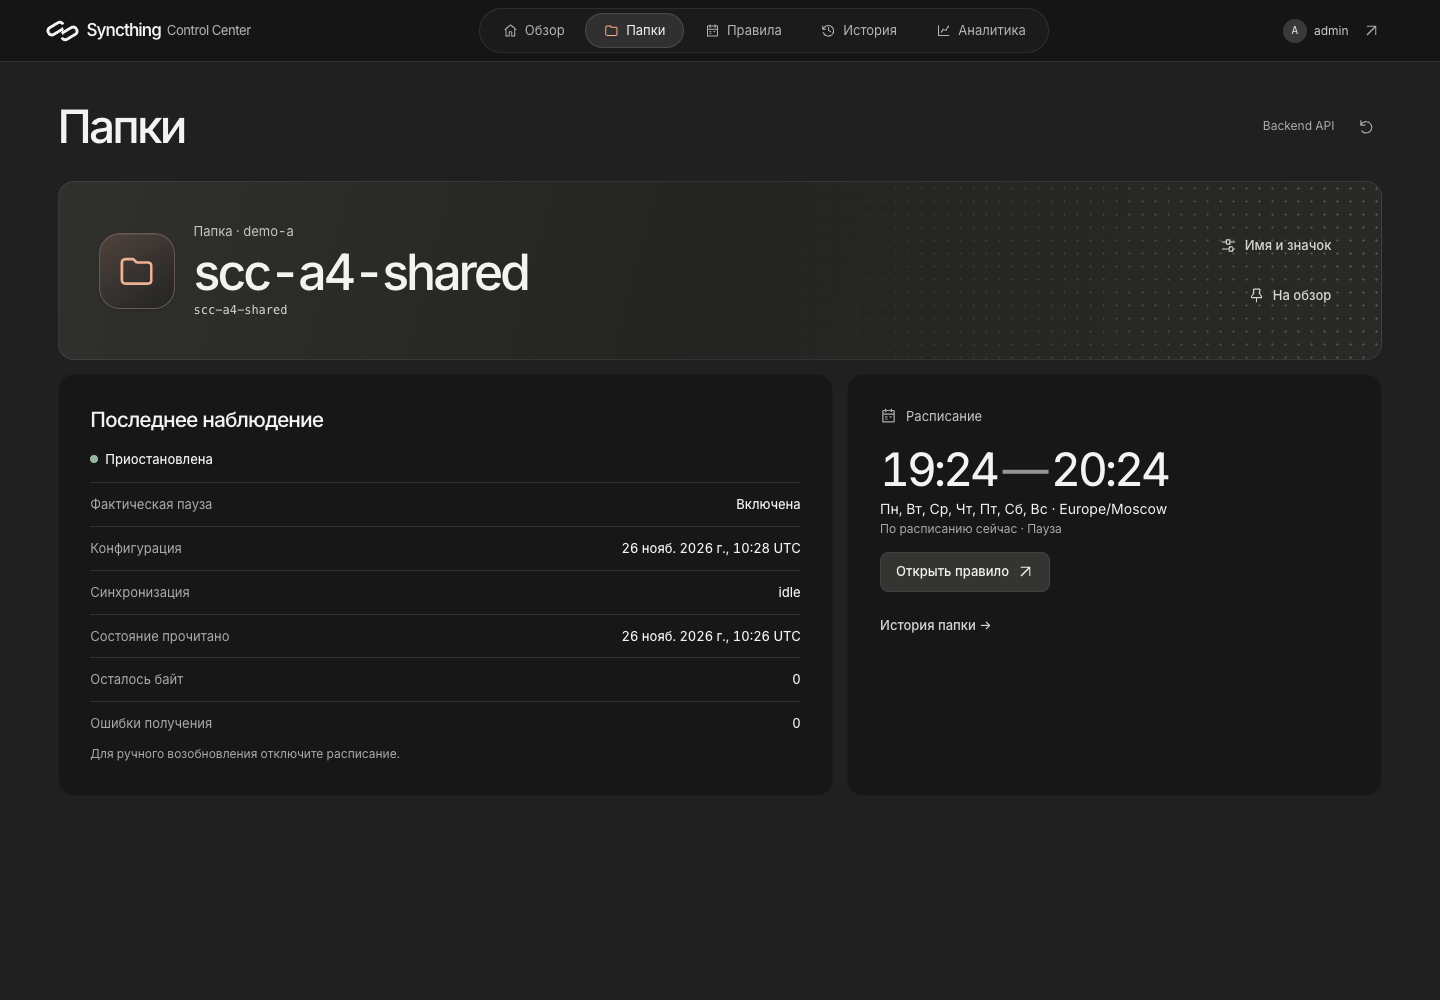 Syncthing Control Center
Обзор
Папки
Правила
История
Аналитика
A admin
Папки
Backend API
Папка · demo-a
scc-a4-shared
scc-a4-shared
Имя и значок
На обзор
Последнее наблюдение
Приостановлена
Фактическая пауза Включена
Конфигурация 26 нояб. 2026 г., 10:28 UTC
Синхронизация idle
Состояние прочитано 26 нояб. 2026 г., 10:26 UTC
Осталось байт 0
Ошибки получения 0
Для ручного возобновления отключите расписание.
Расписание
19:24—20:24
Пн, Вт, Ср, Чт, Пт, Сб, Вс · Europe/Moscow
По расписанию сейчас · Пауза
Открыть правило
История папки →